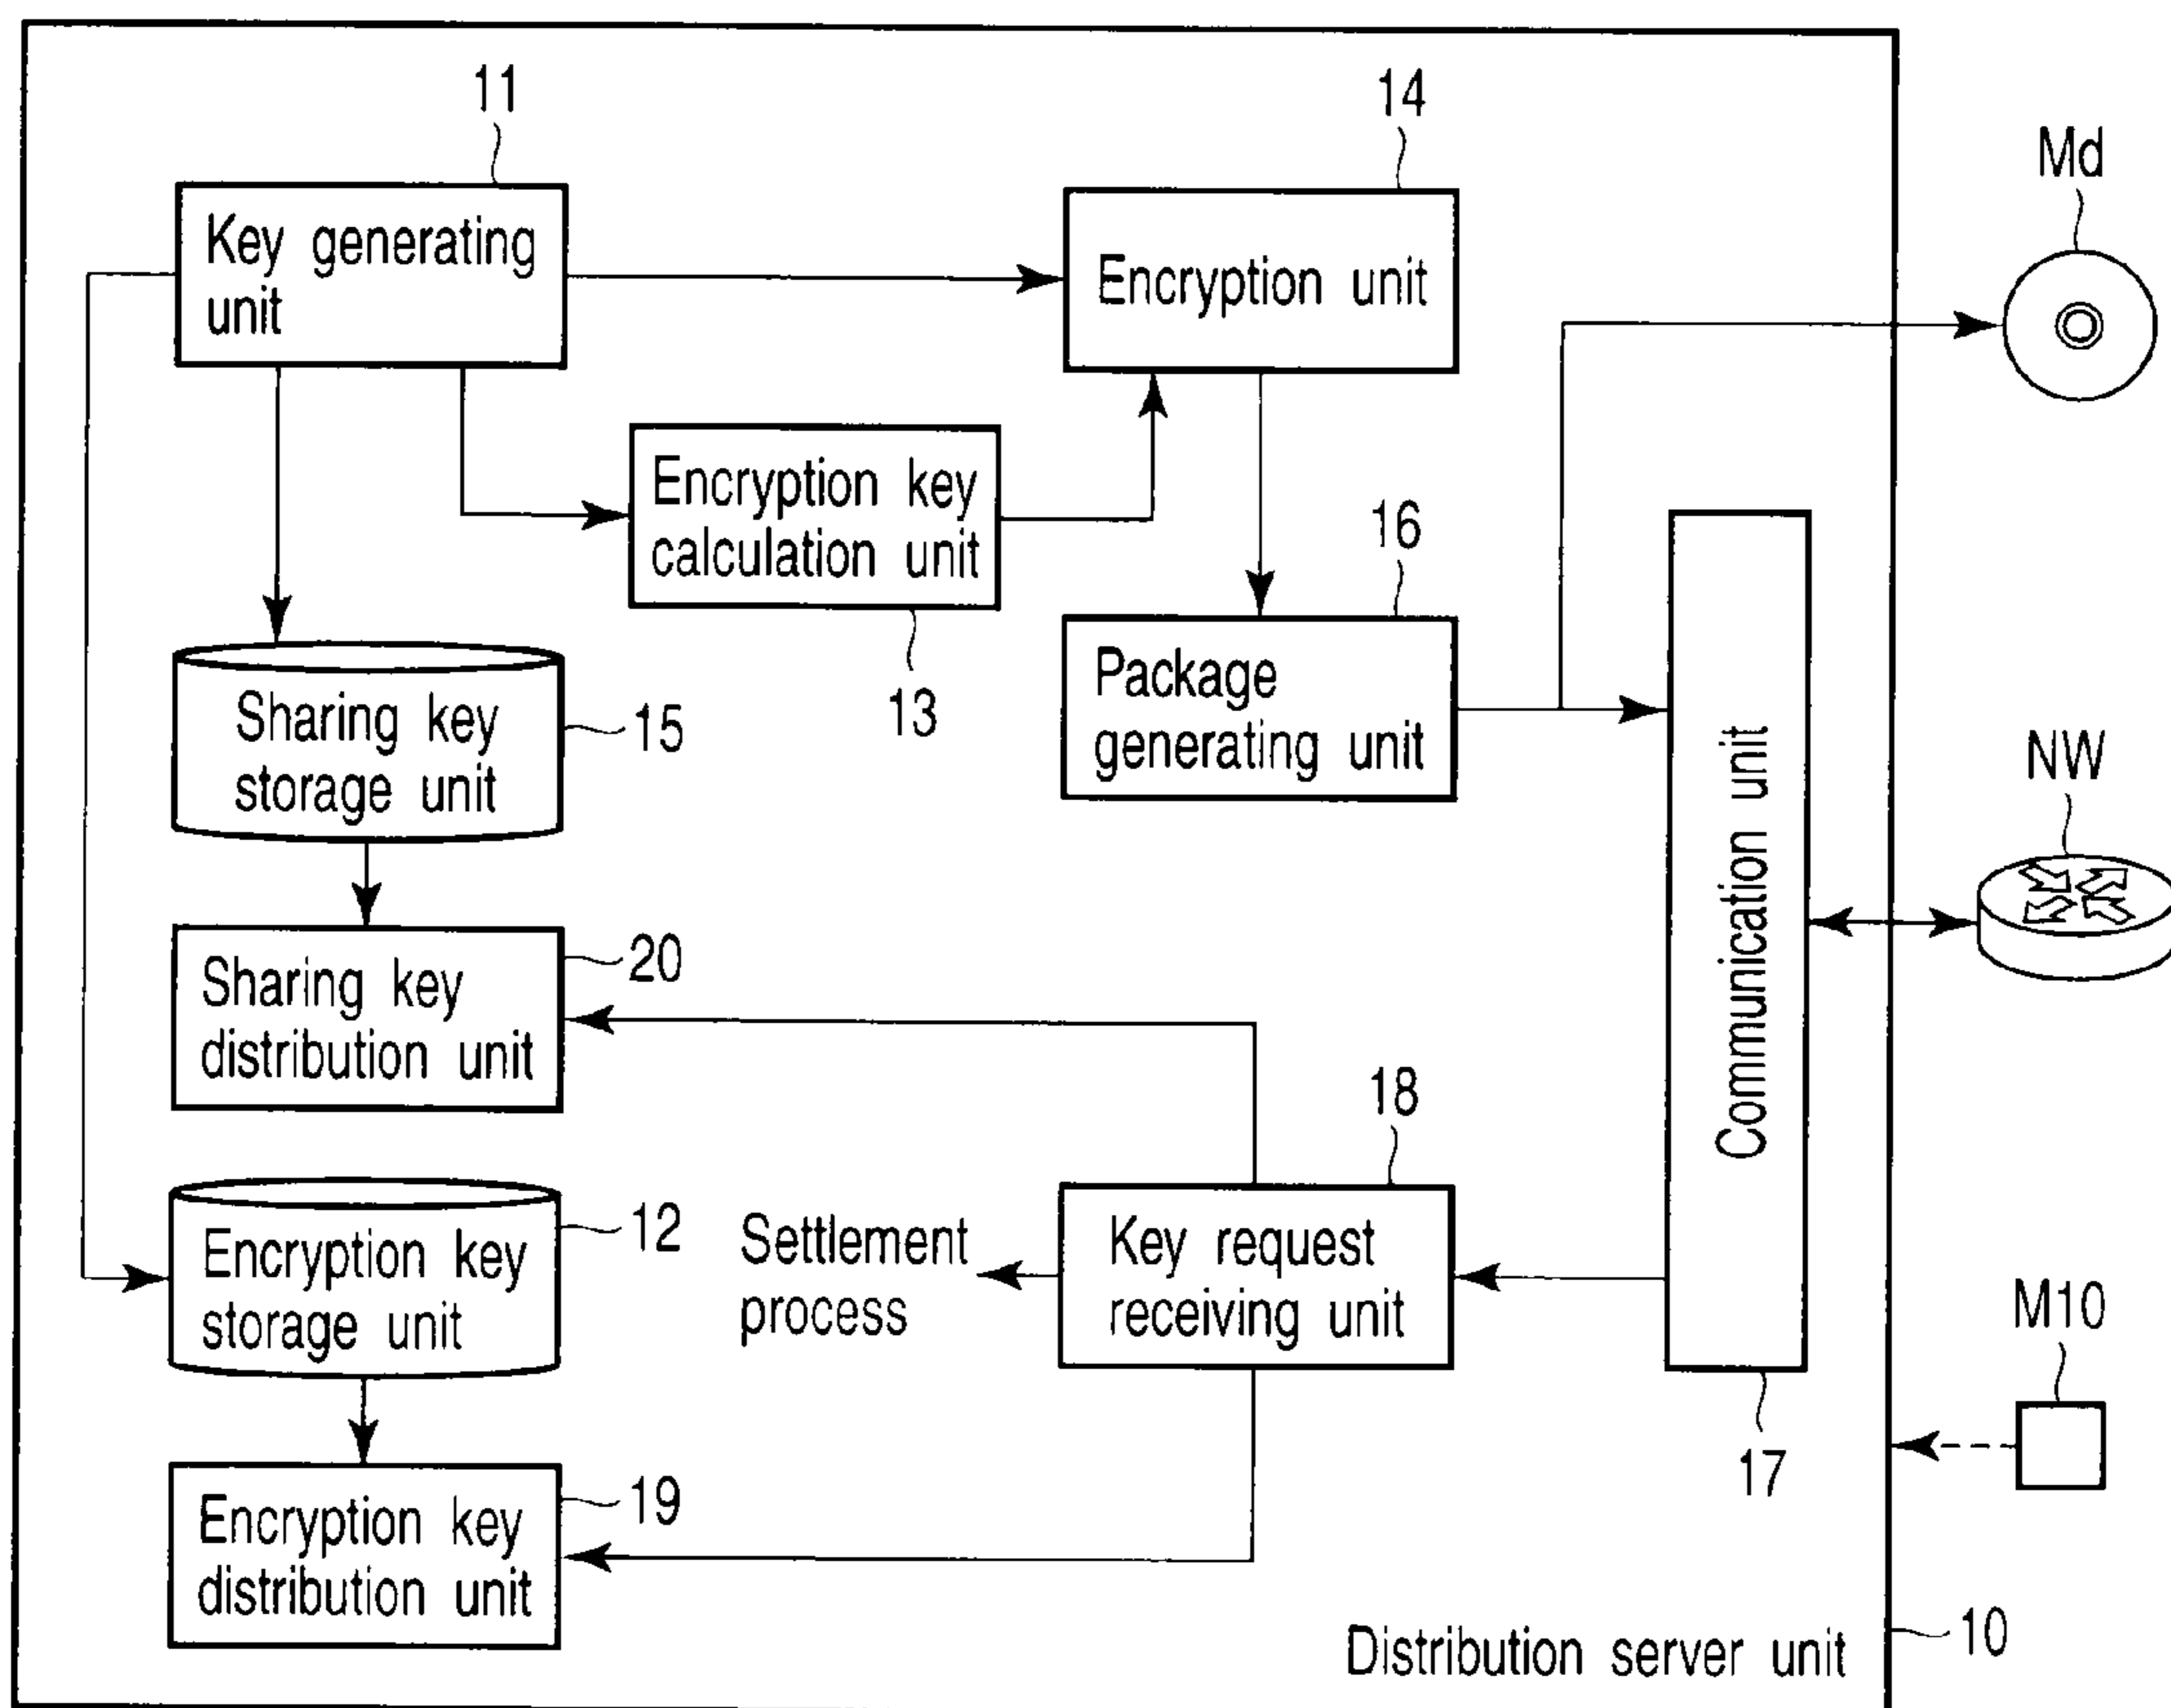 11
14
Md
Key generating
unit
Encryption unit
Encryption key
calculation unit
16
13
Package
generating unit
Sharing key
storage unit
15
NW
Communication unit
20
Sharing key
distribution unit
18
12
Encryption key
storage unit
Settlement
process
Key request
receiving unit
M10
17
19
Encryption key
distribution unit
Distribution server unit
10